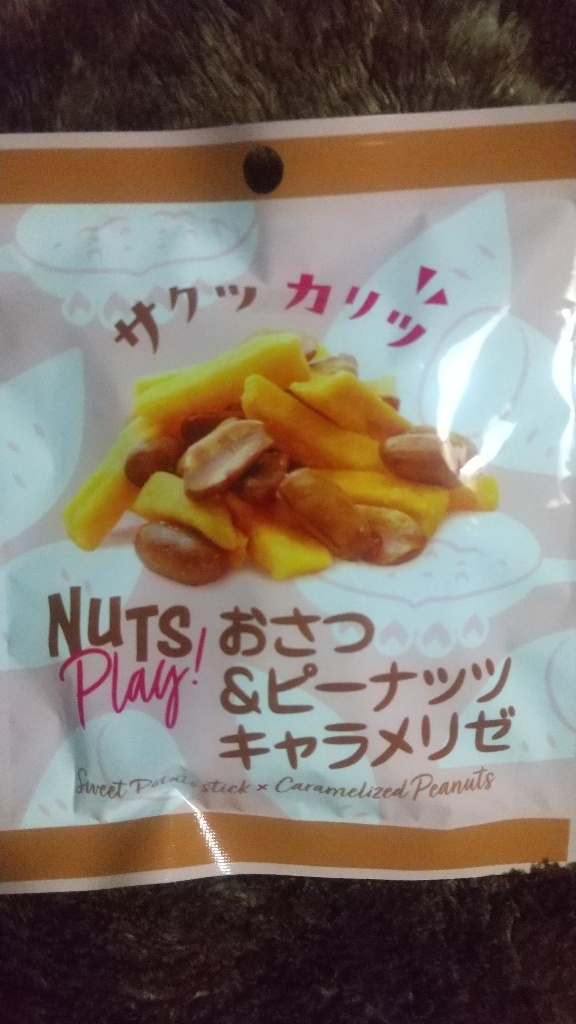 サクッ カリッ
NUTS
Play!
おさつ
&ピーナッツ
キャラメリゼ
Sweet Potato stick × Caramelized Peanuts